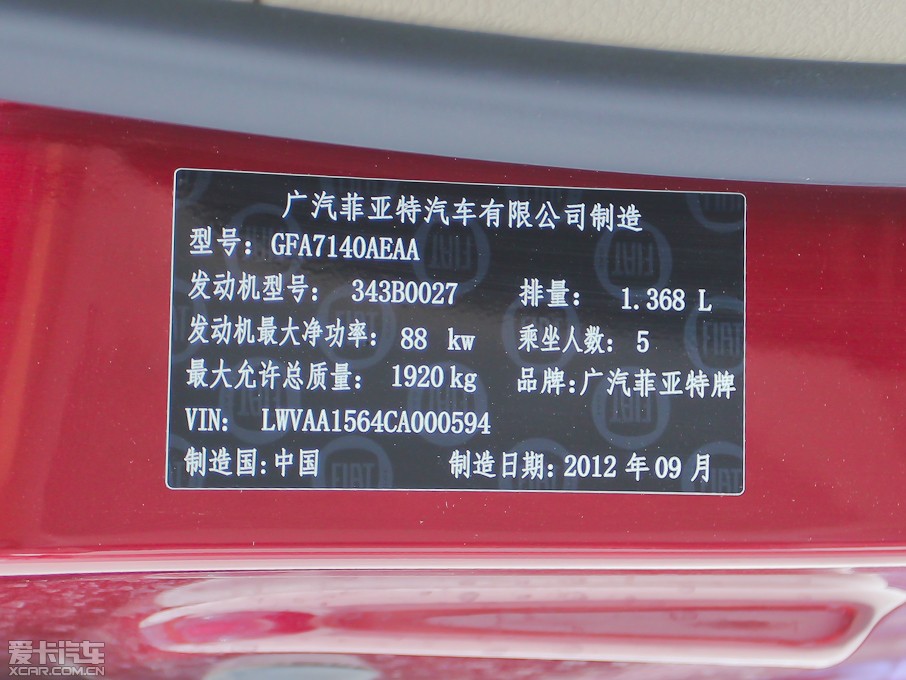 广汽菲亚特汽车有限公司制造
型号: GFA7140AEAA
发动机型号: 343B0027 排量: 1.368 L
发动机最大净功率: 88 kw 乘坐人数: 5
最大允许总质量: 1920 kg 品牌:广汽菲亚特牌
VIN: LWVAA1564CA000594
制造国:中国 制造日期: 2012 年 09 月
爱卡汽车
XCAR.COM.CN